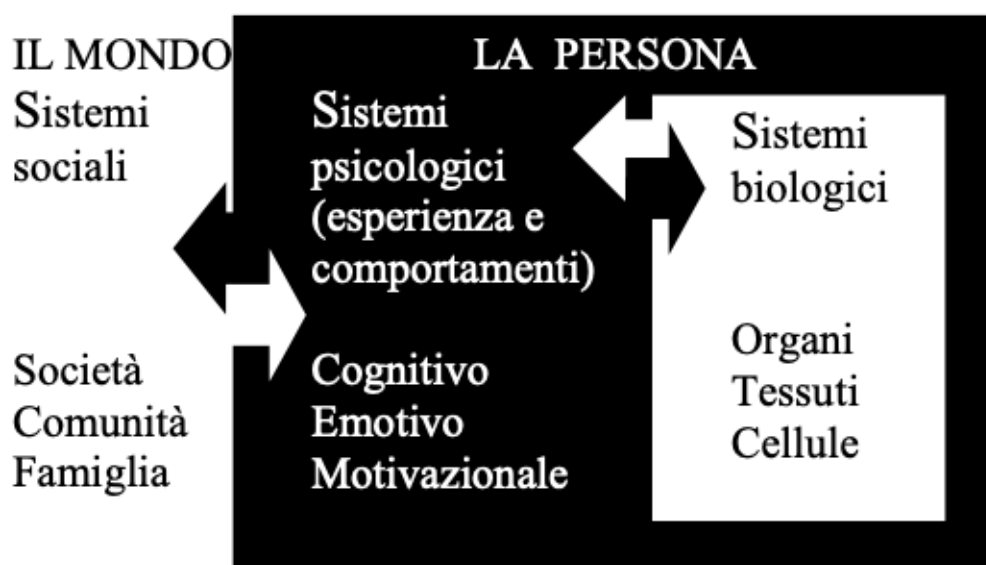 IL MONDO
Sistemi
sociali
Società
Comunità
Famiglia
LA PERSONA
Sistemi
psicologici
(esperienza e
comportamenti)
Cognitivo
Emotivo
Motivazionale
Sistemi
biologici
Organi
Tessuti
Cellule